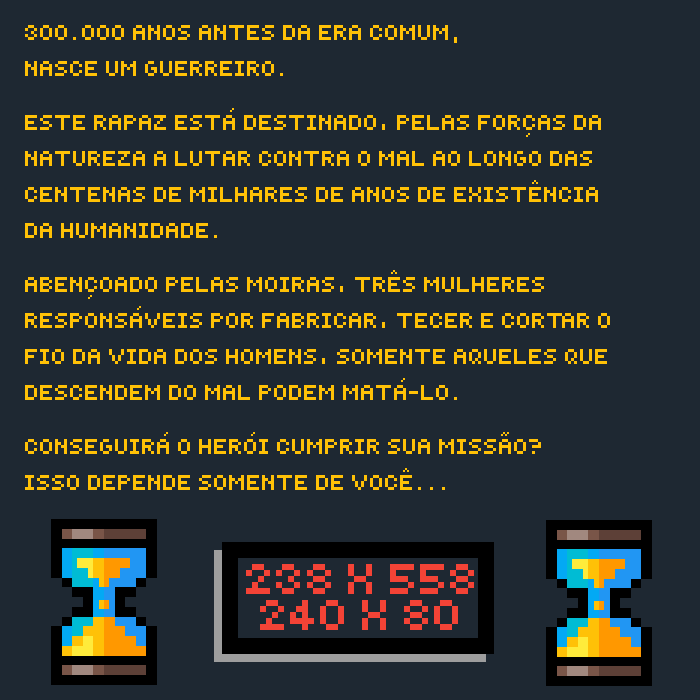 300.000 ANOS ANTES DA ERA COMUM,
NASCE UM GUERREIRO.
ESTE RAPAZ ESTÁ DESTINADO, PELAS FORÇAS DA
NATUREZA A LUTAR CONTRA O MAL AO LONGO DAS
CENTENAS DE MILHARES DE ANOS DE EXISTÊNCIA
DA HUMANIDADE.
ABENÇOADO PELAS MOIRAS, TRÊS MULHERES
RESPONSÁVEIS POR FABRICAR, TECER E CORTAR O
FIO DA VIDA DOS HOMENS, SOMENTE AQUELES QUE
DESCENDEM DO MAL PODEM MATÁ-LO.
CONSEGUIRÁ O HERÓI CUMPRIR SUA MISSÃO?
ISSO DEPENDE SOMENTE DE VOCÊ...
238 X 558
240 X 80